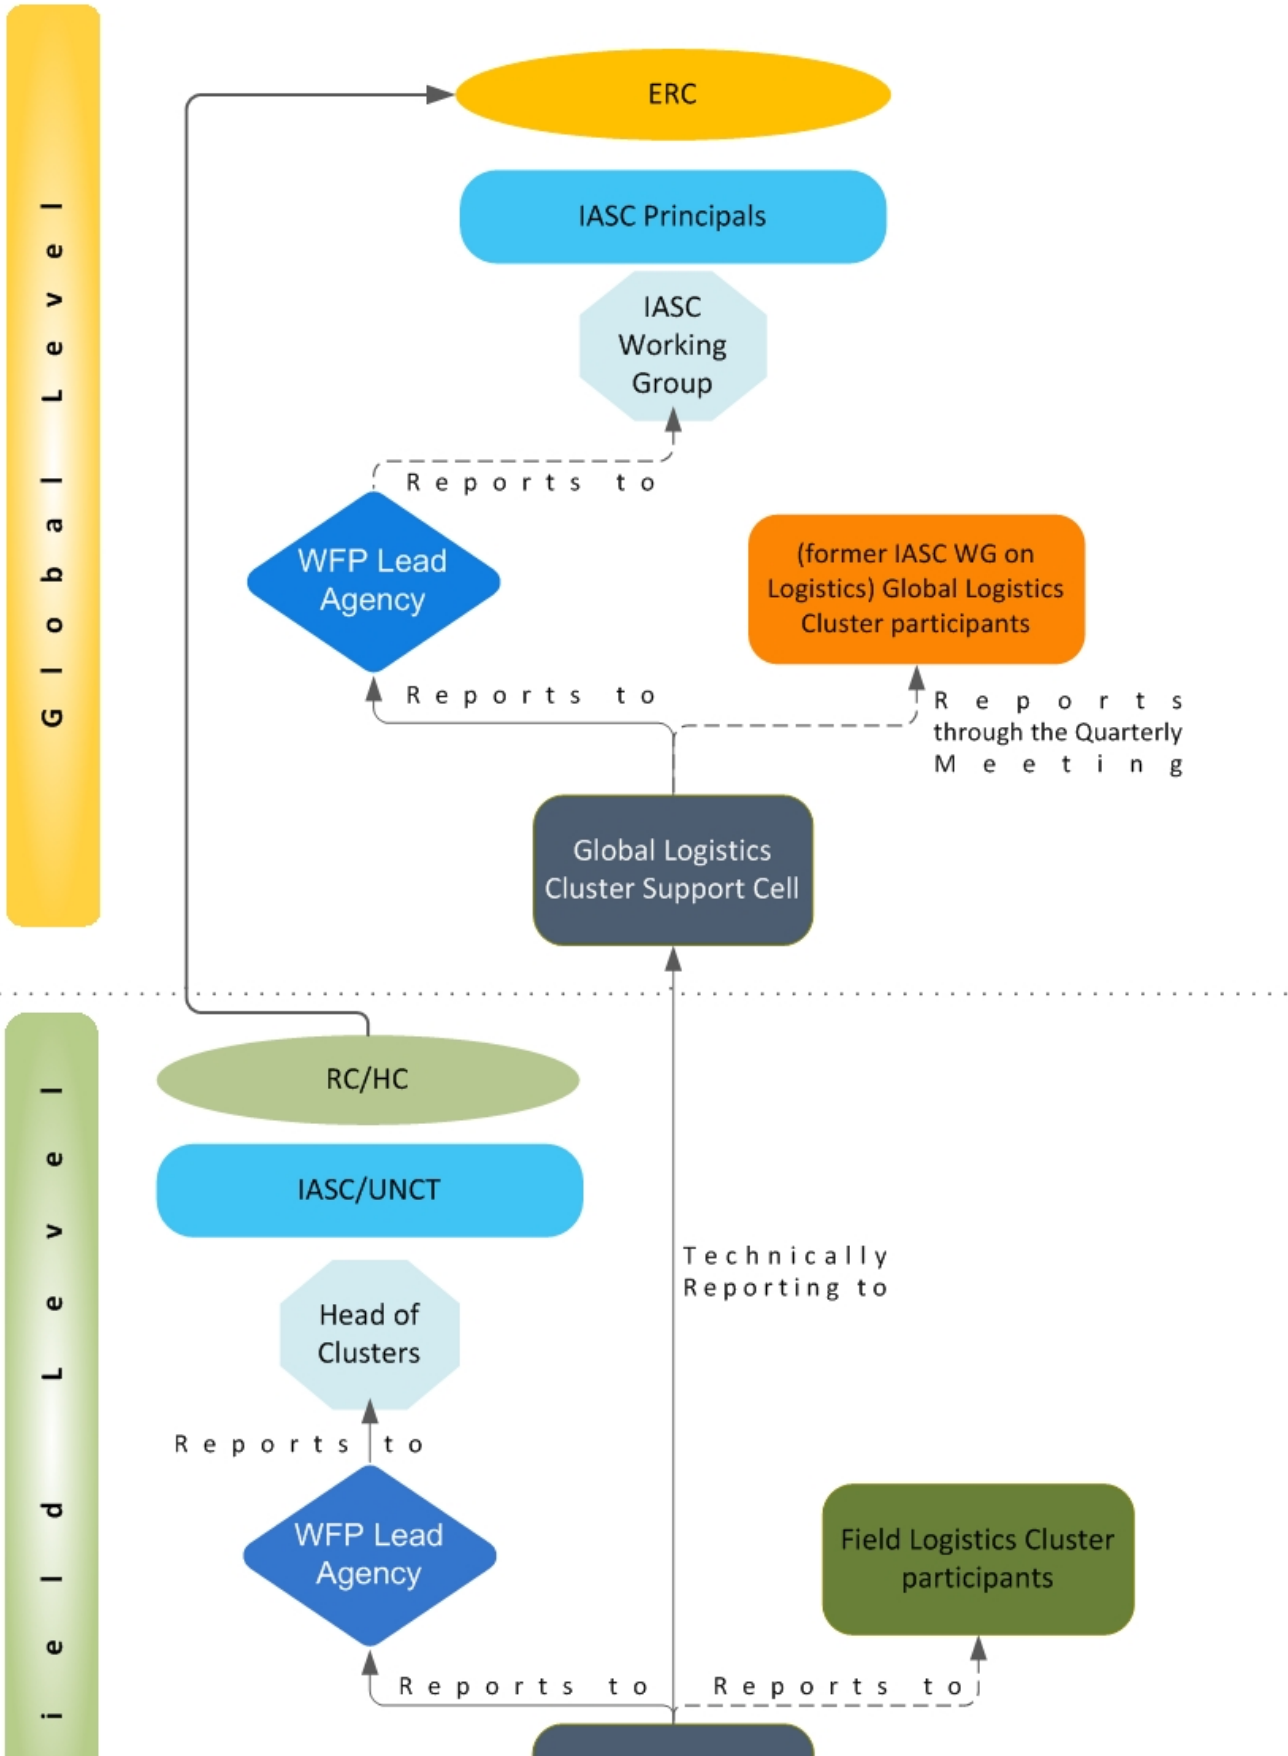 Global Level
ERC
IASC Principals
IASC
Working
Group
Reports to
WFP Lead
Agency
(former IASC WG on
Logistics) Global Logistics
Cluster participants
Reports to
Reports
through the Quarterly
Meeting
Global Logistics
Cluster Support Cell
ield Level
RC/HC
IASC/UNCT
Technically
Reporting to
Head of
Clusters
Reports to
WFP Lead
Agency
Field Logistics Cluster
participants
Reports to
Reports to